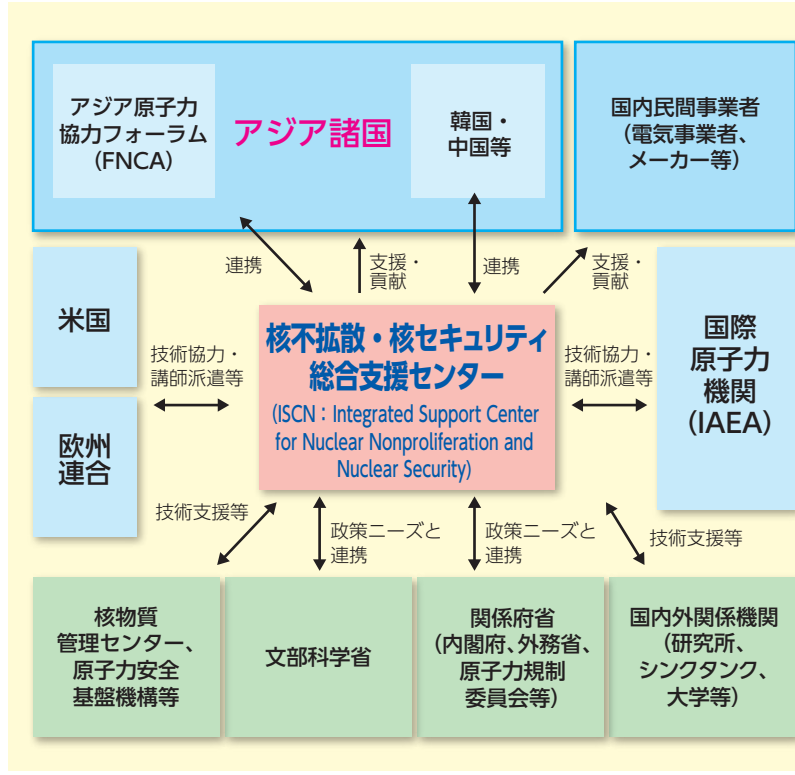 アジア原子力
協力フォーラム
(FNCA)
アジア諸国
韓国・
中国等
国内民間事業者
(電気事業者、
メーカー等)
連携
支援・
貢献
連携
支援・
貢献
米国
欧州
連合
技術協力・
講師派遣等
核不拡散・核セキュリティ
総合支援センター
(ISCN：Integrated Support Center
for Nuclear Nonproliferation and
Nuclear Security)
技術協力・
講師派遣等
国際
原子力
機関
(IAEA)
技術支援等
政策ニーズと
連携
政策ニーズと
連携
技術支援等
核物質
管理センター、
原子力安全
基盤機構等
文部科学省
関係府省
(内閣府、外務省、
原子力規制
委員会等)
国内外関係機関
(研究所、
シンクタンク、
大学等)